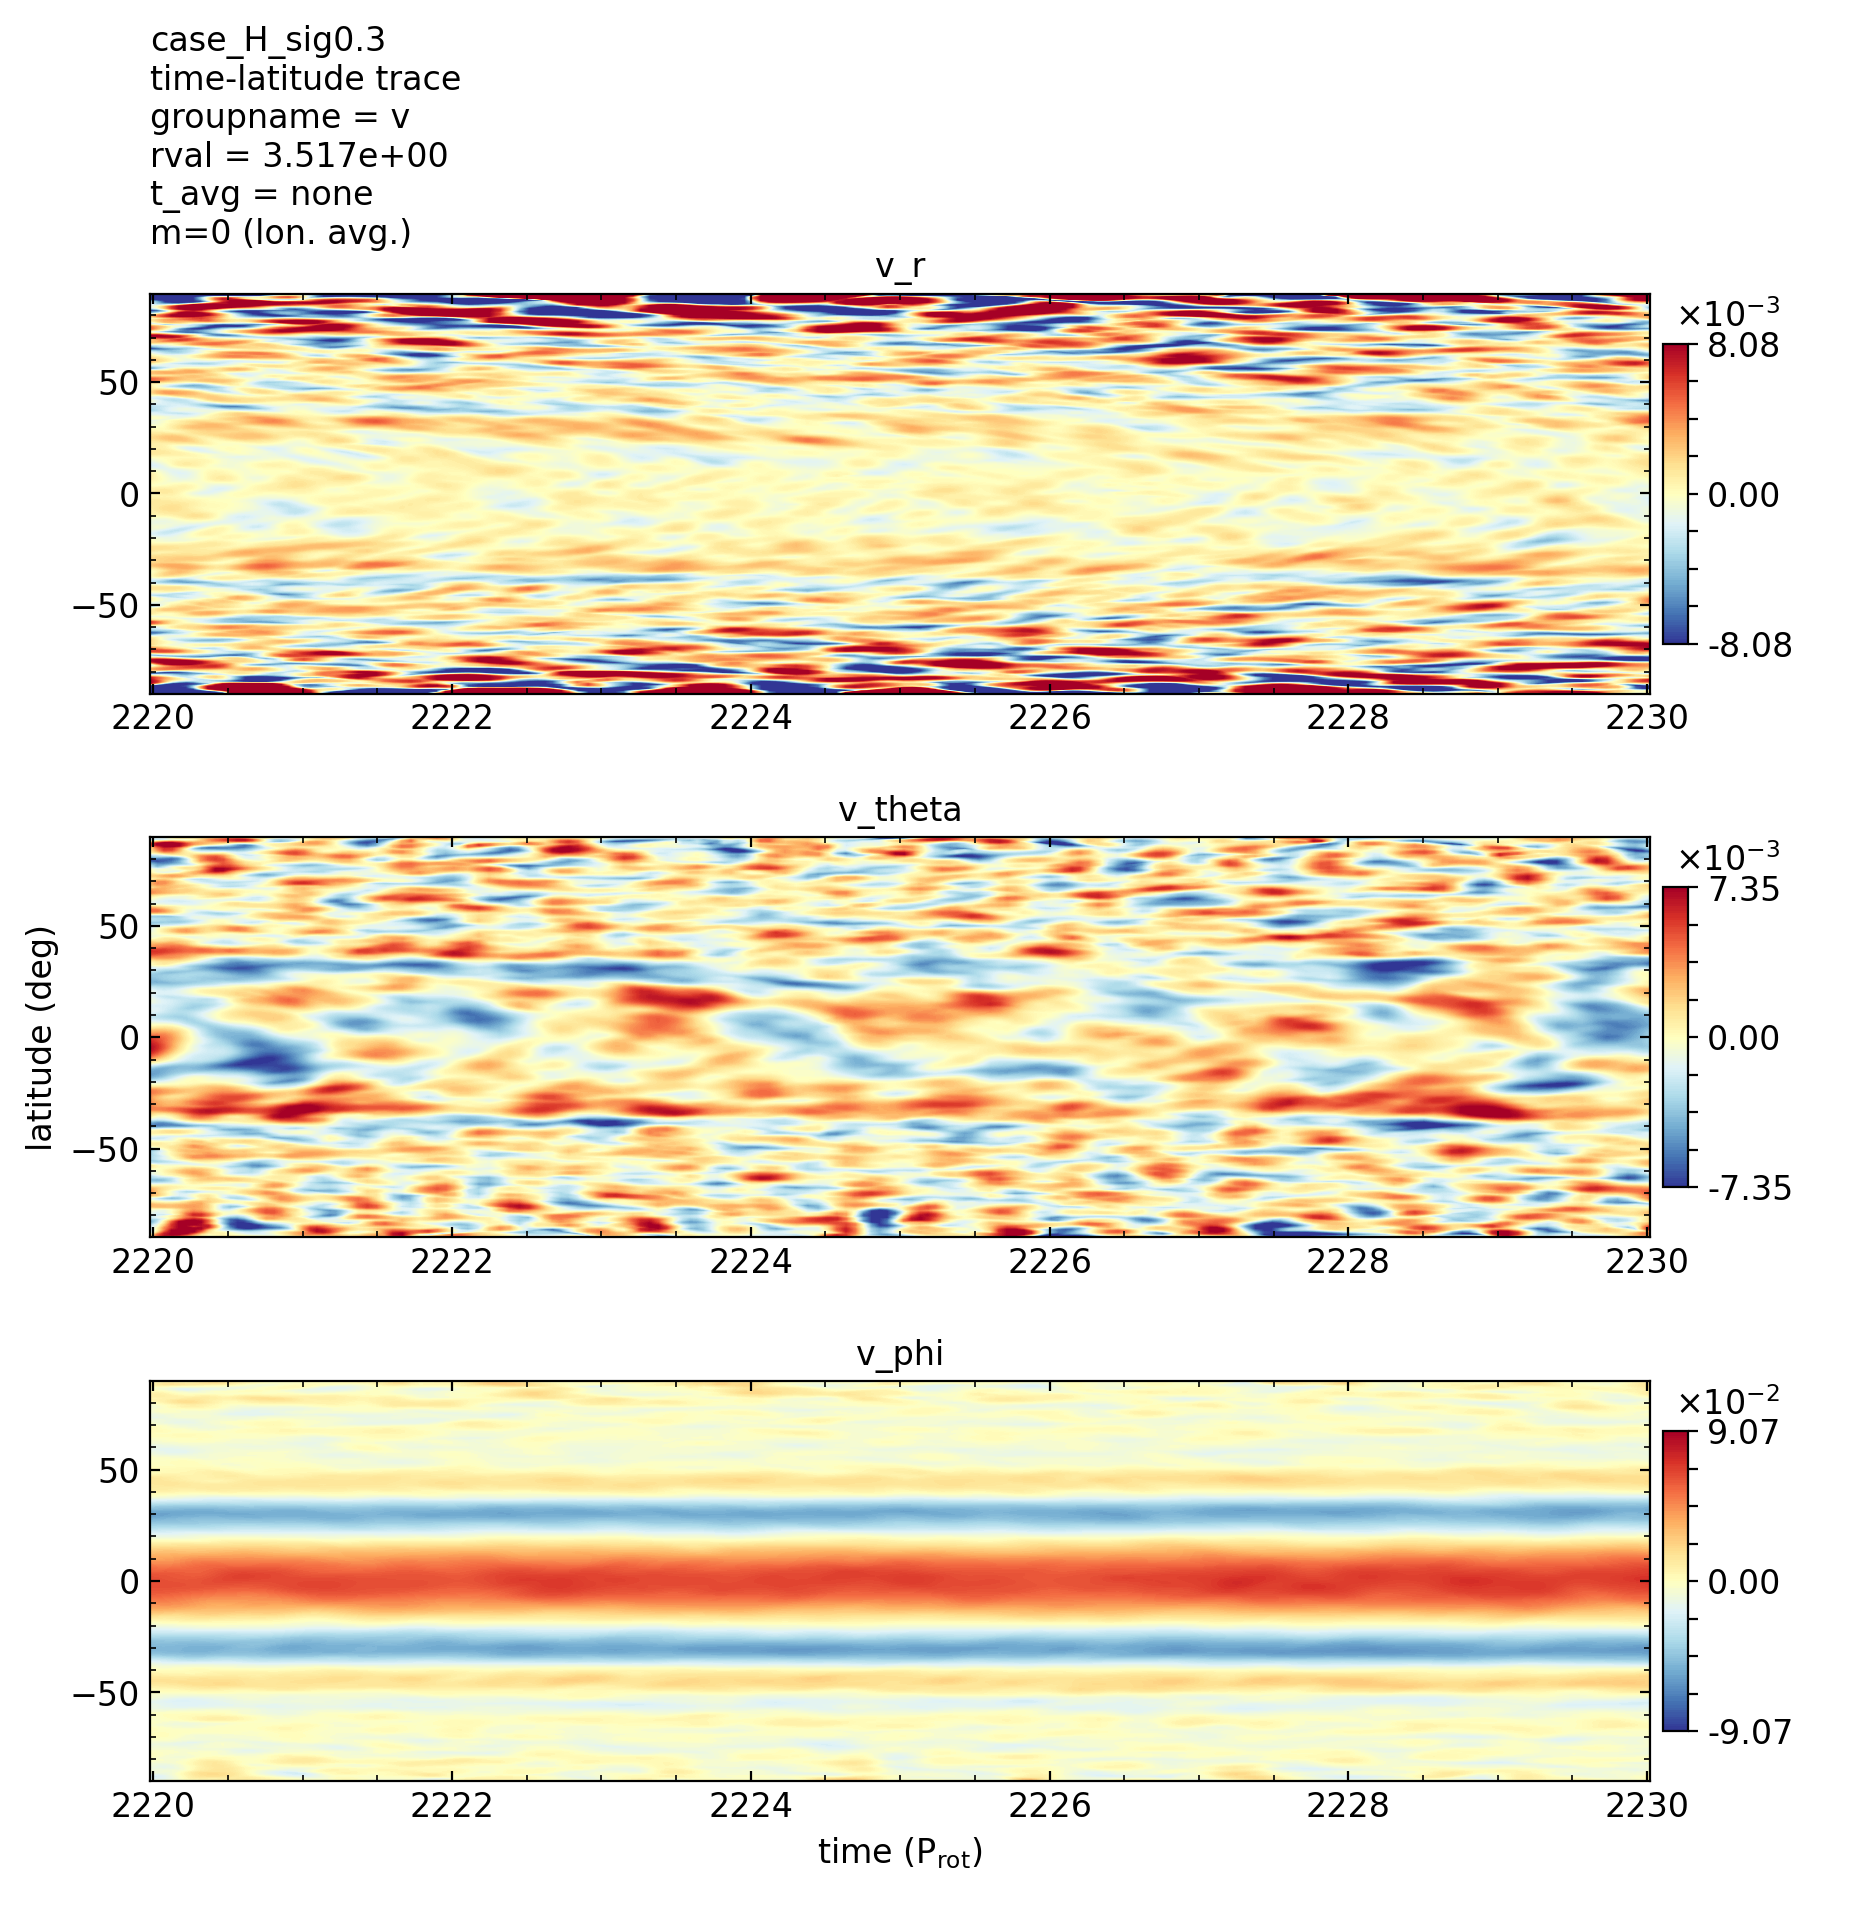 case_H_sig0.3
time-latitude trace
groupname = v
rval = 3.517e+00
t_avg = none
m=0 (lon. avg.)
v_r
×10⁻³
8.08
0.00
-8.08
50
0
−50
2220 2222 2224 2226 2228 2230
v_theta
×10⁻³
7.35
0.00
-7.35
50
0
−50
latitude (deg)
2220 2222 2224 2226 2228 2230
v_phi
×10⁻²
9.07
0.00
-9.07
50
0
−50
2220 2222 2224 2226 2228 2230
time (P_rot)